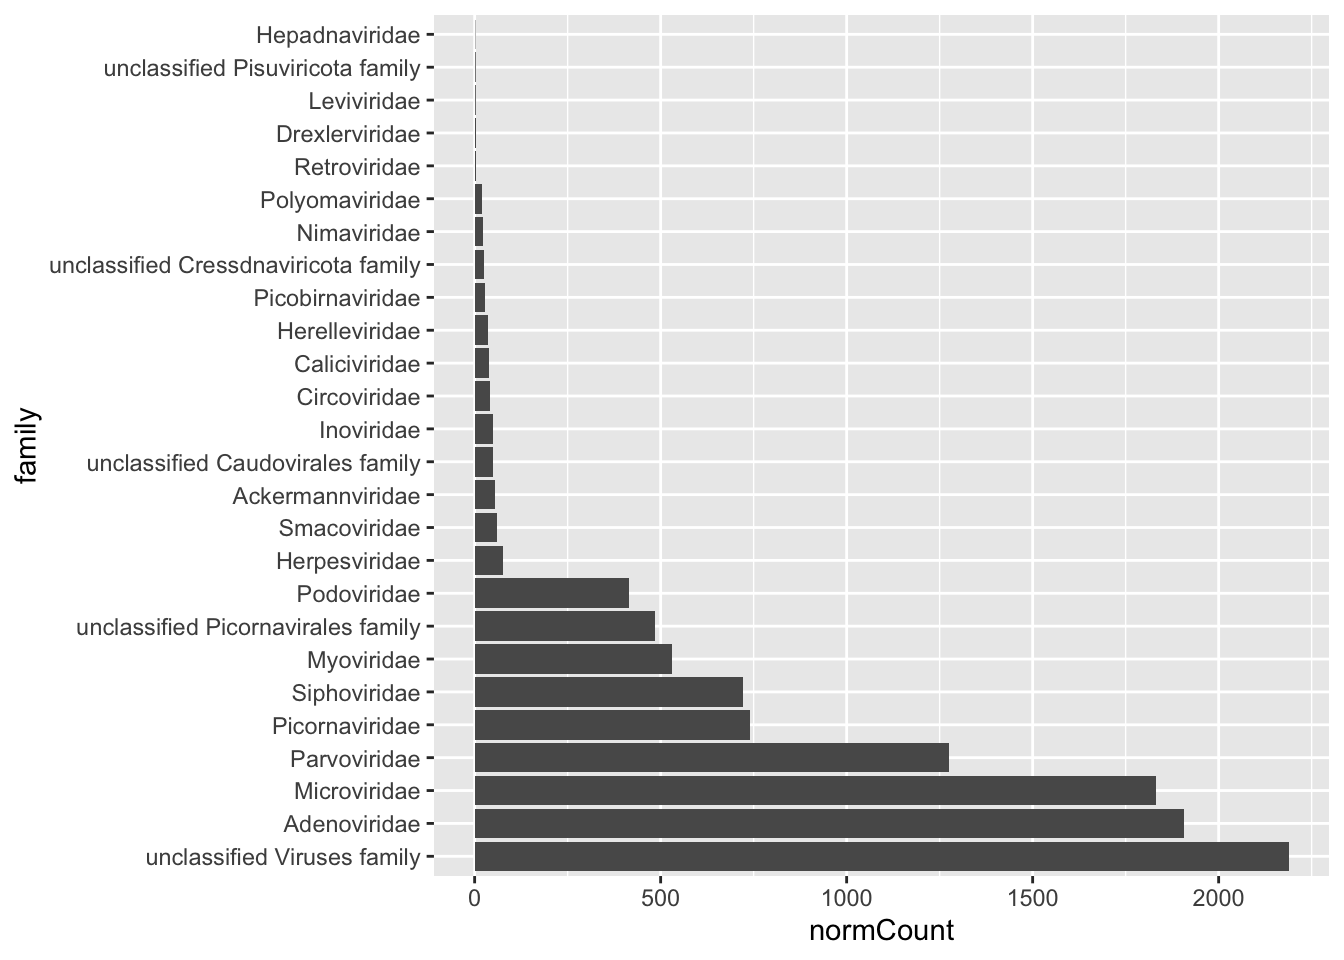 Hepadnaviridae
unclassified Pisuviricota family
Leviviridae
Drexlerviridae
Retroviridae
Polyomaviridae
Nimaviridae
unclassified Cressdnaviricota family
Picobirnaviridae
Herelleviridae
Caliciviridae
Circoviridae
Inoviridae
unclassified Caudovirales family
Ackermannviridae
Smacoviridae
Herpesviridae
Podoviridae
unclassified Picornavirales family
Myoviridae
Siphoviridae
Picornaviridae
Parvoviridae
Microviridae
Adenoviridae
unclassified Viruses family
family
0 500 1000 1500 2000
normCount